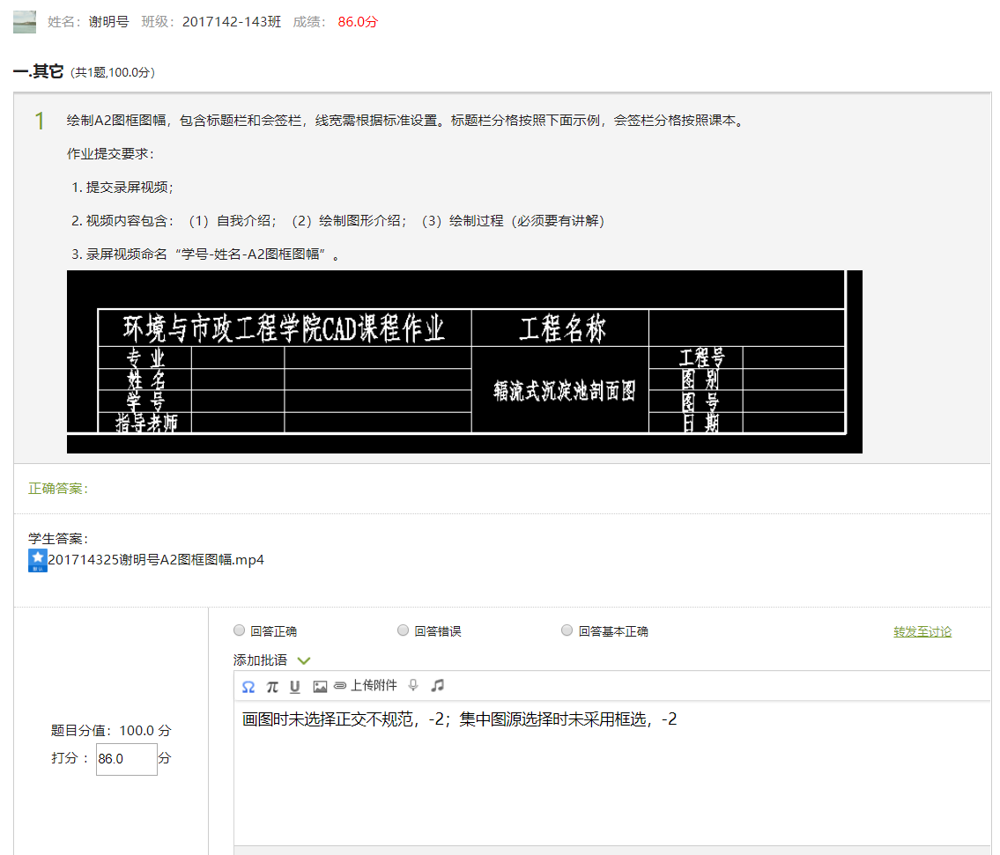 姓名： 谢明号 班级： 2017142-143班 成绩： 86.0分
一.其它 (共1题,100.0分)
1 绘制A2图框图幅，包含标题栏和会签栏，线宽需根据标准设置。标题栏分格按照下面示例，会签栏分格按照课本。
作业提交要求：
1. 提交录屏视频；
2. 视频内容包含：（1）自我介绍；（2）绘制图形介绍；（3）绘制过程（必须要有讲解）
3. 录屏视频命名“学号-姓名-A2图框图幅”。
环境与市政工程学院CAD课程作业 工程名称
专 业 工程号
姓 名 辐流式沉淀池剖面图 图 别
学 号 图 号
指导老师 日 期
正确答案：
学生答案：
201714325谢明号A2图框图幅.mp4
回答正确 回答错误 回答基本正确 转发至讨论
添加批语
Ω π U 上传附件
画图时未选择正交不规范，-2；集中图源选择时未采用框选，-2
题目分值：100.0 分
打分： 86.0 分